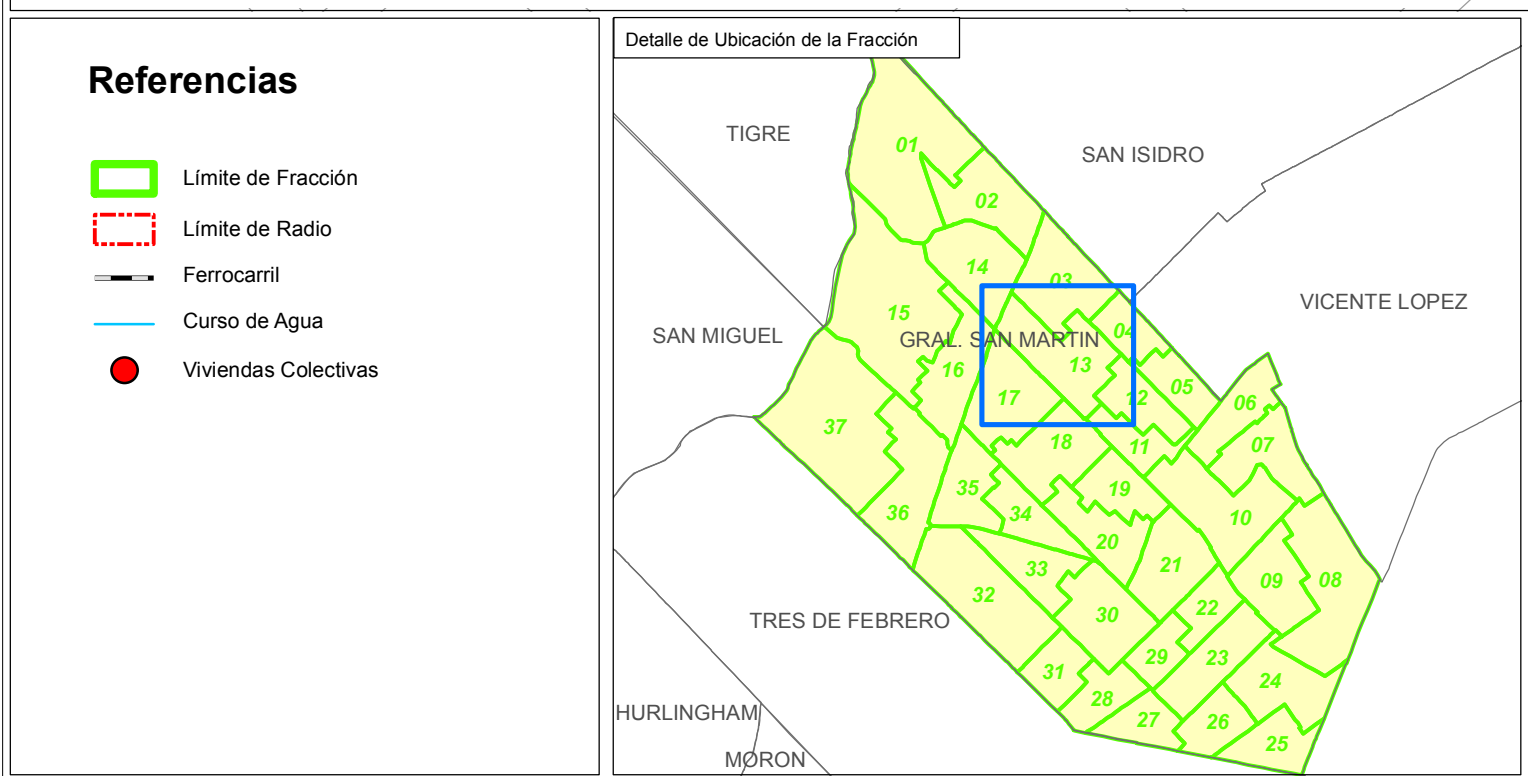 Referencias
Límite de Fracción
Límite de Radio
Ferrocarril
Curso de Agua
Viviendas Colectivas
Detalle de Ubicación de la Fracción
TIGRE
SAN ISIDRO
01
02
14
03
15
VICENTE LOPEZ
SAN MIGUEL
GRAL. SAN MARTIN
04
13
16
05
17
12
06
37
18
11
07
35
19
36
34
10
20
33
21
09
08
32
TRES DE FEBRERO
30
22
29
23
31
24
28
27
26
25
HURLINGHAM
MORON